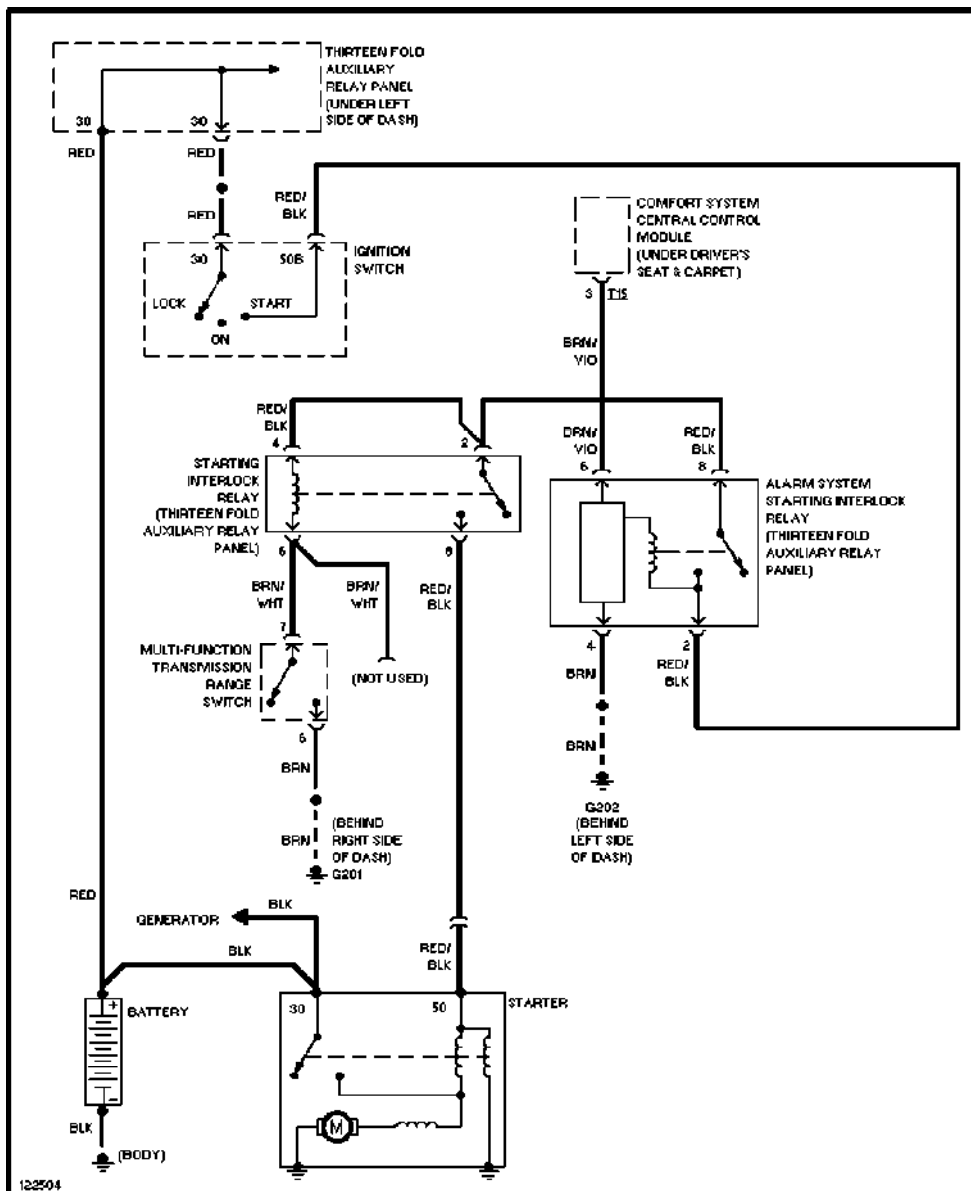 THIRTEEN FOLD
AUXILIARY
RELAY PANEL
(UNDER LEFT
SIDE OF DASH)
30
30
RED
RED
RED
RED/
BLK
30
50B
IGNITION
SWITCH
LOCK
START
ON
COMFORT SYSTEM
CENTRAL CONTROL
MODULE
(UNDER DRIVER'S
SEAT & CARPET)
3
T15
BRN/
VIO
RED/
BLK
4
2
BRN/
VIO
6
RED/
BLK
8
STARTING
INTERLOCK
RELAY
(THIRTEEN FOLD
AUXILIARY RELAY
PANEL)
ALARM SYSTEM
STARTING INTERLOCK
RELAY
(THIRTEEN FOLD
AUXILIARY RELAY
PANEL)
6
8
BRN/
WHT
BRN/
WHT
RED/
BLK
7
MULTI-FUNCTION
TRANSMISSION
RANGE
SWITCH
(NOT USED)
4
2
BRN
RED/
BLK
6
BRN
BRN
BRN
(BEHIND
RIGHT SIDE
OF DASH)
G201
G202
(BEHIND
LEFT SIDE
OF DASH)
RED
BLK
GENERATOR
BLK
RED/
BLK
BATTERY
+
-
30
50
STARTER
M
BLK
(BODY)
122504